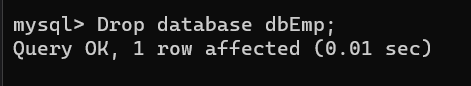 mysql> Drop database dbEmp;
Query OK, 1 row affected (0.01 sec)